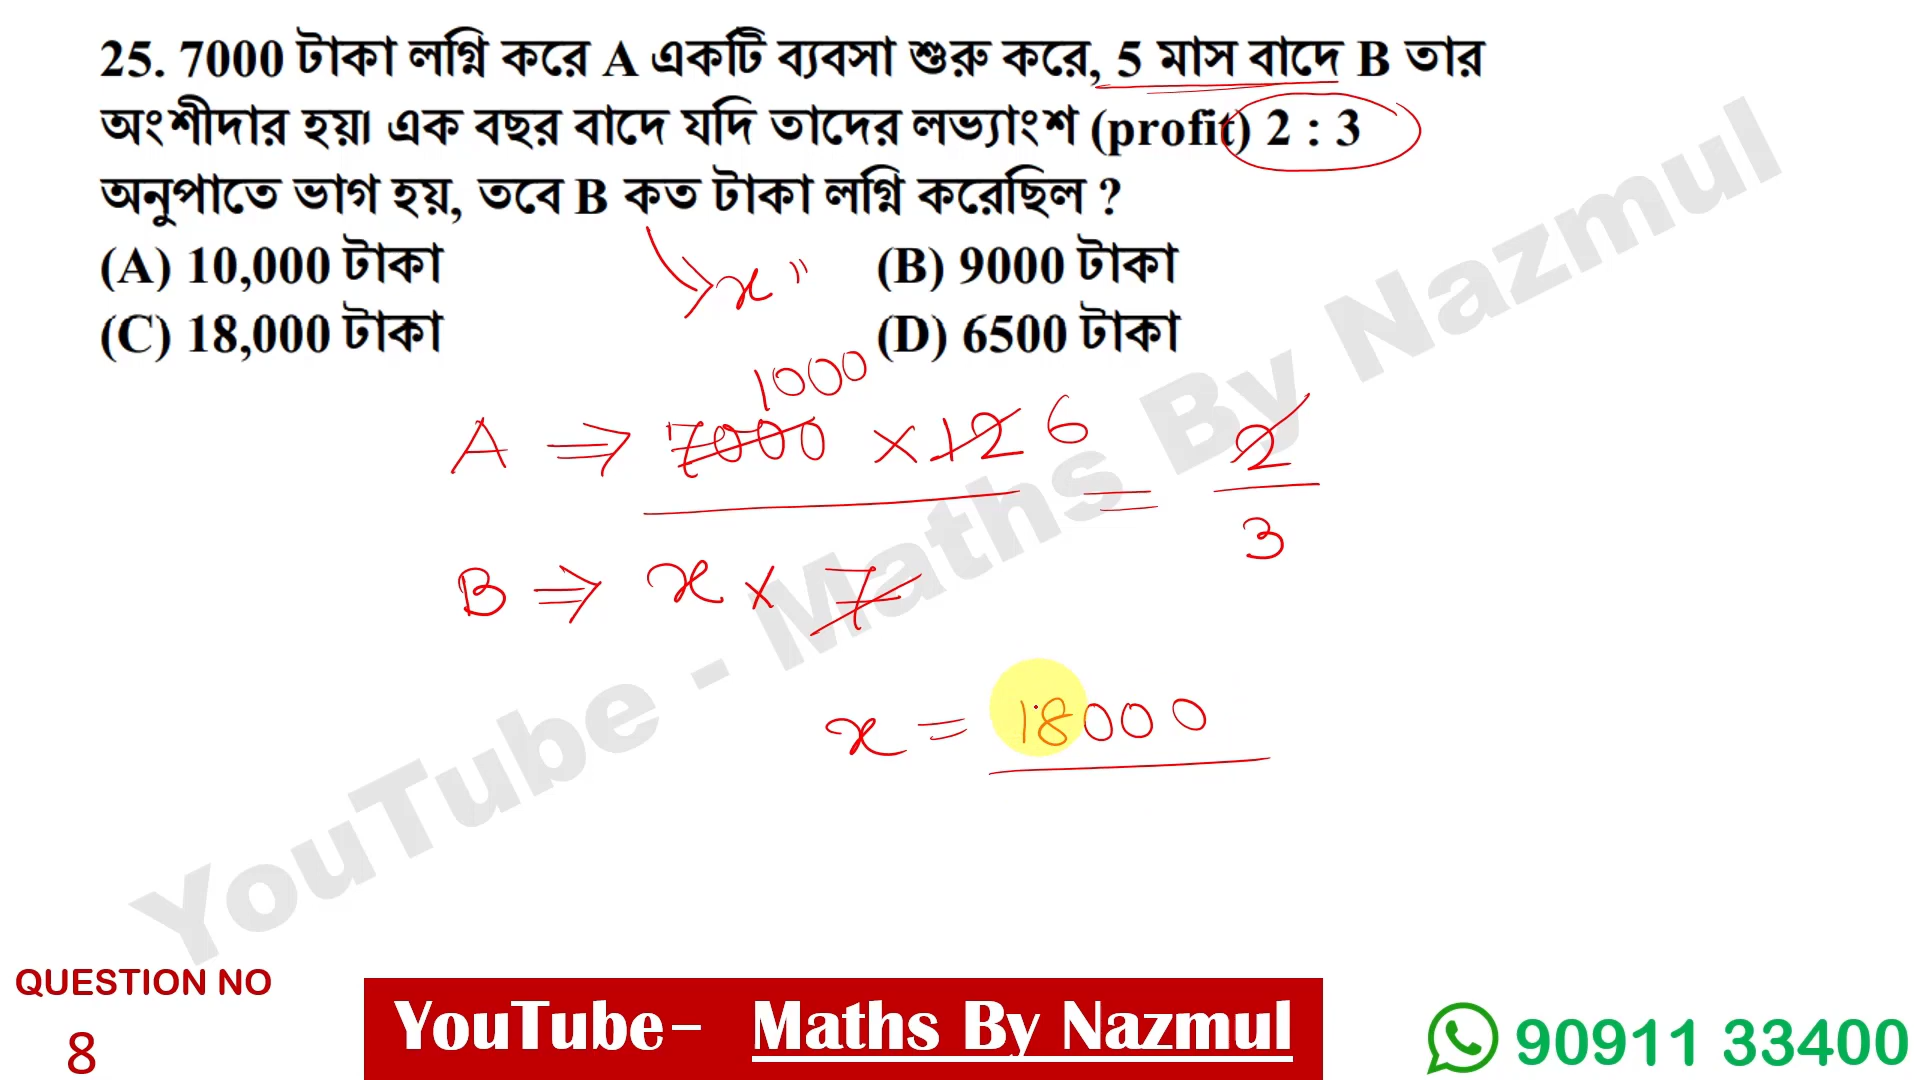 25. 7000 টাকা লগ্নি করে A একটি ব্যবসা শুরু করে, 5 মাস বাদে B তার
অংশীদার হয়। এক বছর বাদে যদি তাদের লভ্যাংশ (profit) 2 : 3
অনুপাতে ভাগ হয়, তবে B কত টাকা লগ্নি করেছিল ?
(A) 10,000 টাকা (B) 9000 টাকা
x "
(C) 18,000 টাকা (D) 6500 টাকা
1000
A ⇒ 7000 × 12 6 = 2
3
B ⇒ x × 7
x = 18000
YouTube - Maths By Nazmul
QUESTION NO
8
YouTube- Maths By Nazmul
90911 33400